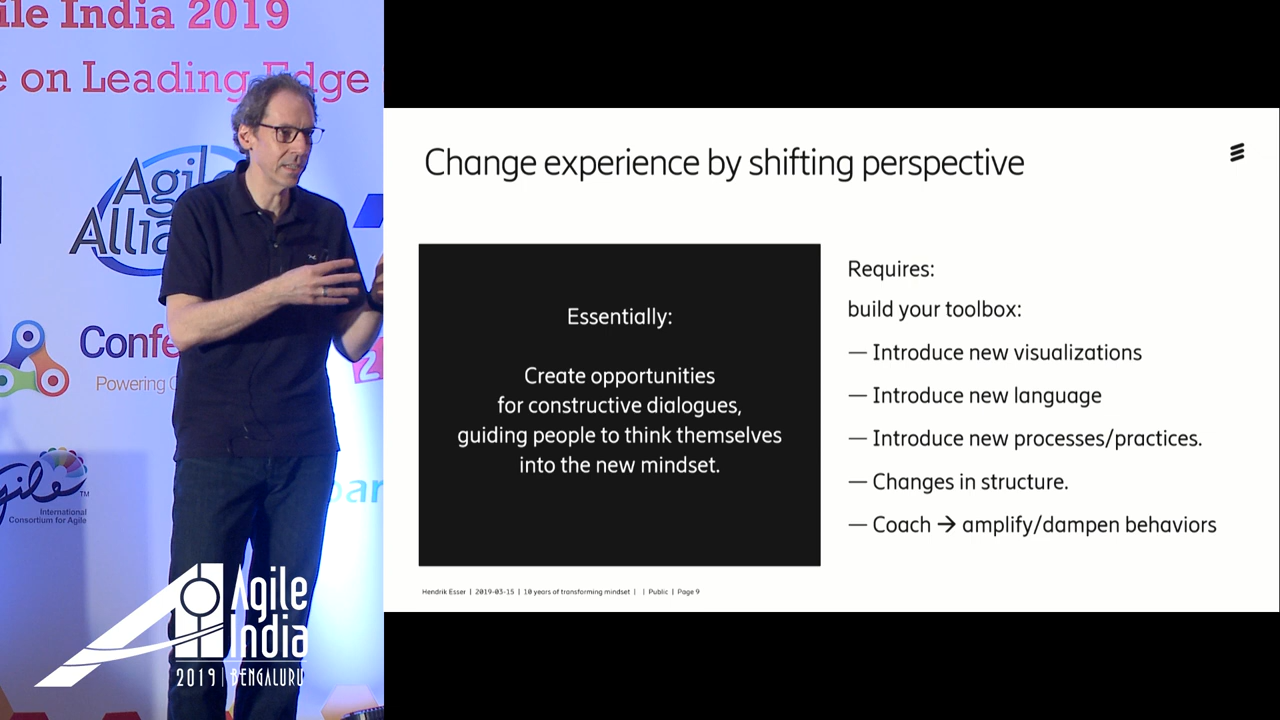 ile India 2019
e on Leading Edge
Agile
Allia
Confe
Powering C
gile TM
International
Consortium for Agile
Agile
India
2019 | BENGALURU
Change experience by shifting perspective
Essentially:
Create opportunities
for constructive dialogues,
guiding people to think themselves
into the new mindset.
Requires:
build your toolbox:
— Introduce new visualizations
— Introduce new language
— Introduce new processes/practices.
— Changes in structure.
— Coach → amplify/dampen behaviors
Hendrik Esser | 2019-03-15 | 10 years of transforming mindset | | Public | Page 9